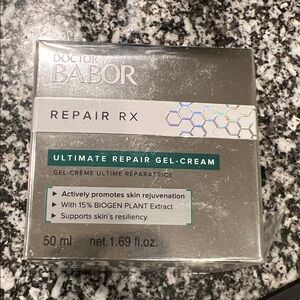 DOCTOR
BABOR
REPAIR RX
ULTIMATE REPAIR GEL-CREAM
GEL-CRÈME ULTIME RÉPARATRICE
▸ Actively promotes skin rejuvenation
▸ With 15% BIOGEN PLANT Extract
▸ Supports skin's resiliency
50 ml net 1.69 fl.oz.